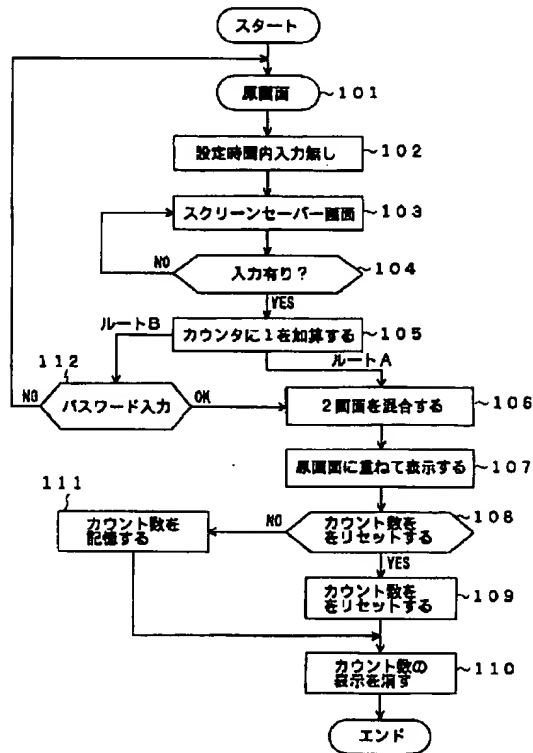 スタート
原画面
～101
設定時間内入力無し
～102
スクリーンセーバー画面
～103
NO
入力有り?
104
YES
ルートB
カウンタに1を加算する
～105
ルートA
112
NG
パスワード入力
OK
2画面を混合する
～106
原画面に重ねて表示する
～107
111
カウント数を
記憶する
NO
カウント数を
をリセットする
108
YES
カウント数を
をリセットする
～109
カウント数の
表示を消す
～110
エンド